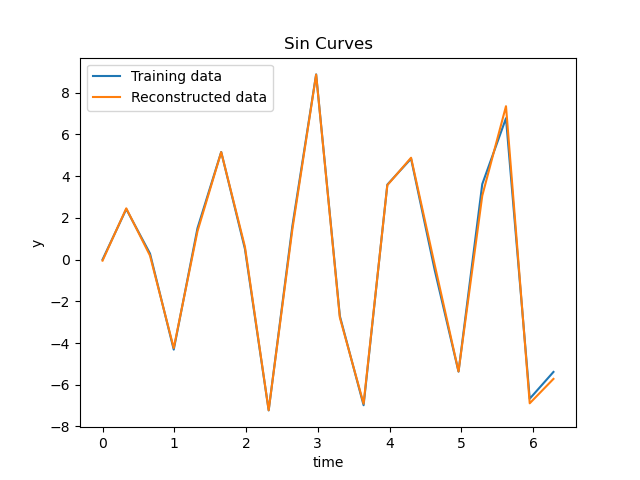 Sin Curves
Training data
Reconstructed data
8
6
4
2
0
−2
−4
−6
−8
y
0 1 2 3 4 5 6
time